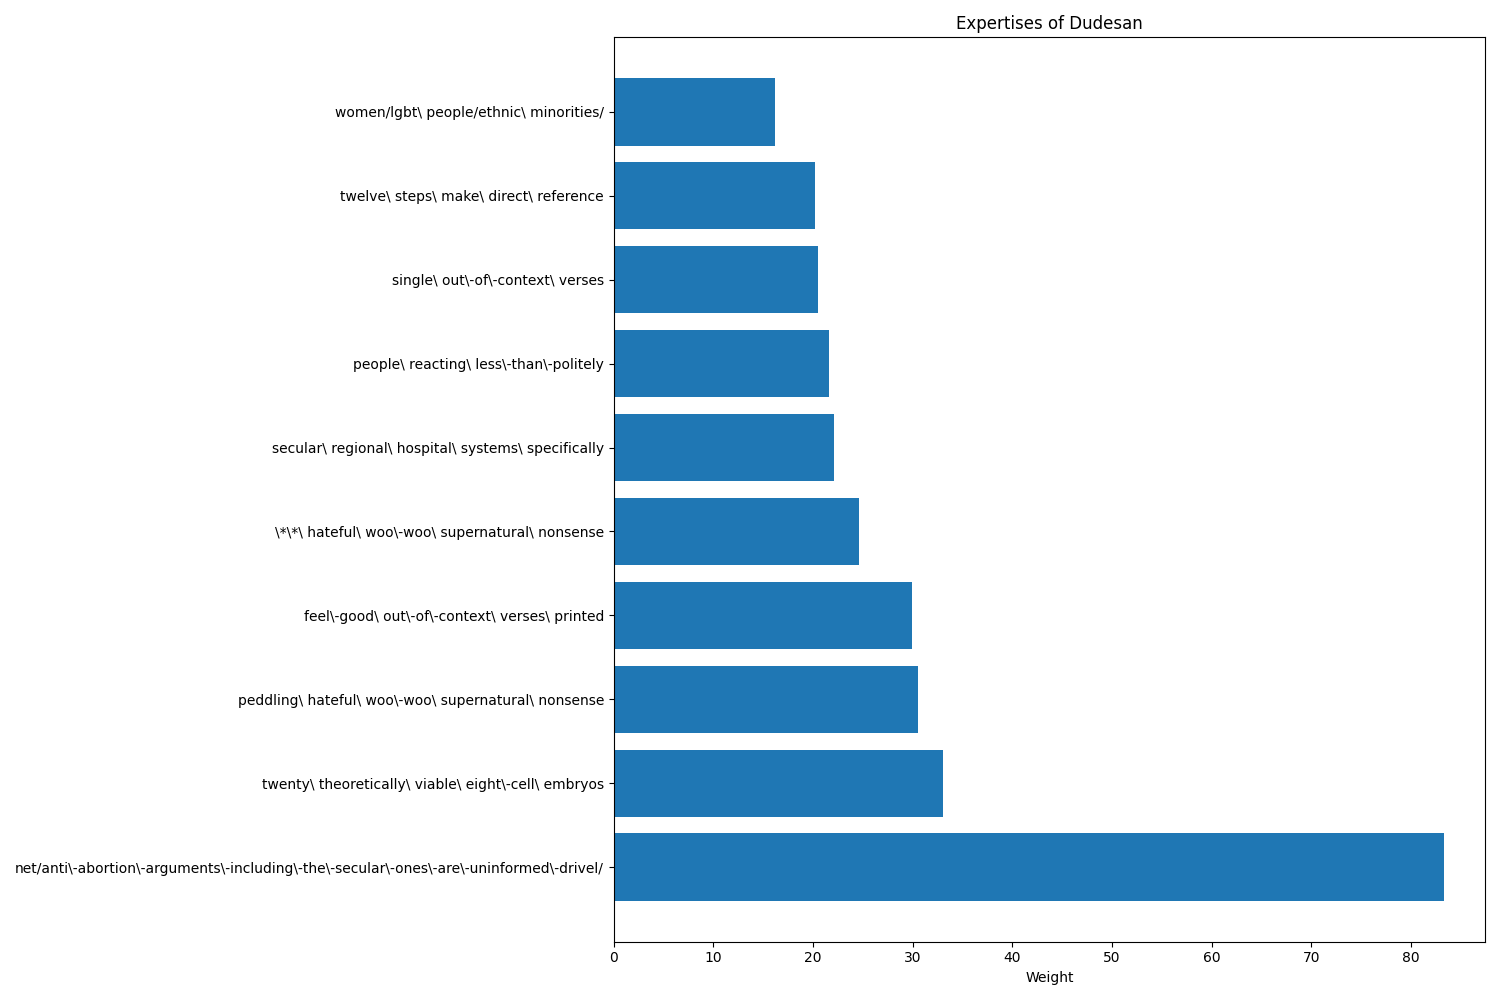 Expertises of Dudesan
women/lgbt\ people/ethnic\ minorities/
twelve\ steps\ make\ direct\ reference
single\ out\-of\-context\ verses
people\ reacting\ less\-than\-politely
secular\ regional\ hospital\ systems\ specifically
\*\*\ hateful\ woo\-woo\ supernatural\ nonsense
feel\-good\ out\-of\-context\ verses\ printed
peddling\ hateful\ woo\-woo\ supernatural\ nonsense
twenty\ theoretically\ viable\ eight\-cell\ embryos
net/anti\-abortion\-arguments\-including\-the\-secular\-ones\-are\-uninformed\-drivel/
0 10 20 30 40 50 60 70 80
Weight